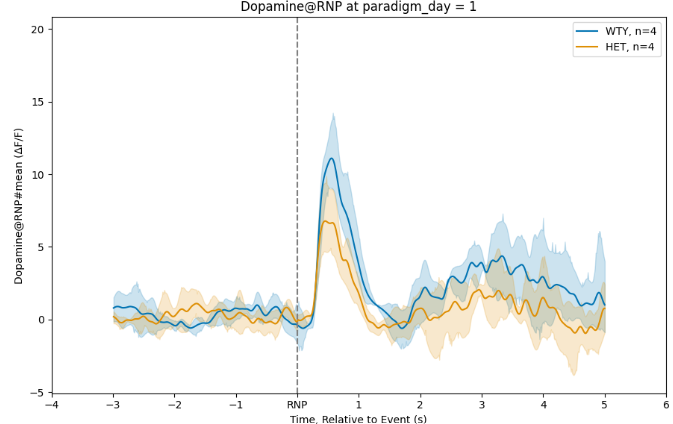 Dopamine@RNP at paradigm_day = 1
WTY, n=4
HET, n=4
Dopamine@RNP#mean (ΔF/F)
20
15
10
5
0
−5
−4 −3 −2 −1 RNP 1 2 3 4 5 6
Time, Relative to Event (s)